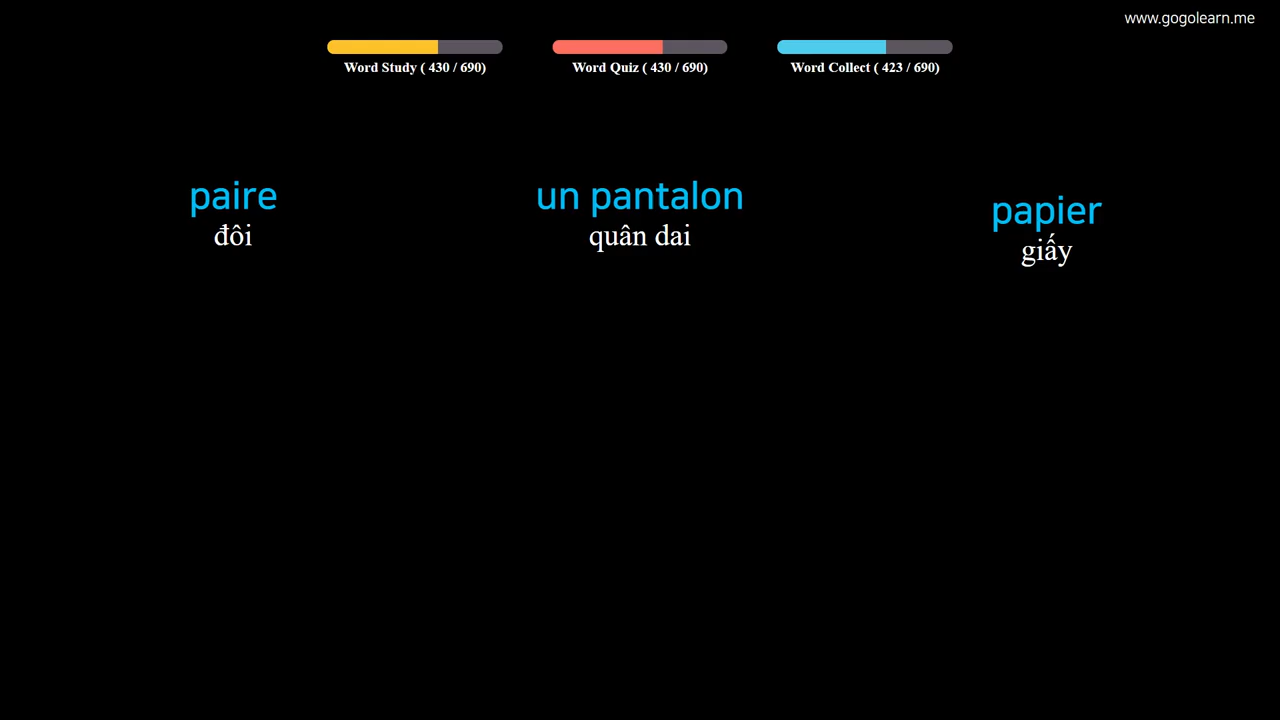 www.gogolearn.me
Word Study ( 430 / 690)
Word Quiz ( 430 / 690)
Word Collect ( 423 / 690)
paire
đôi
un pantalon
quân dai
papier
giấy